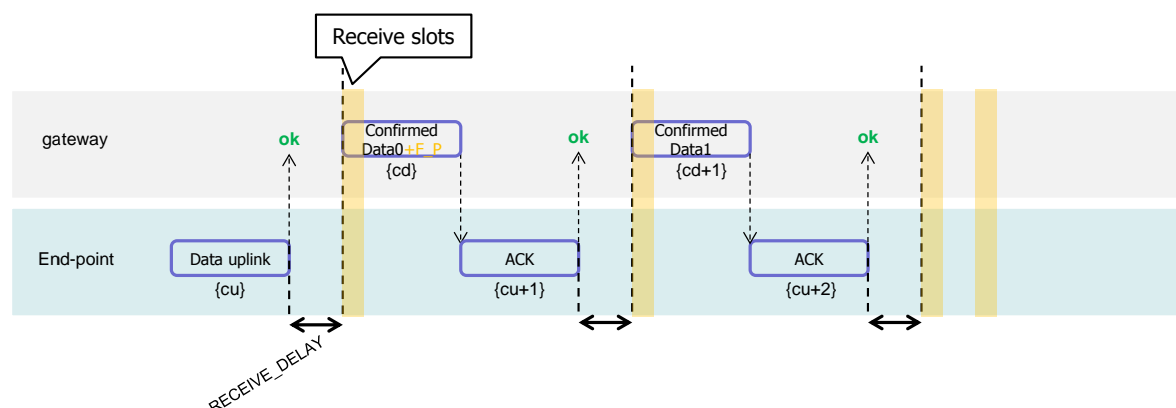 Receive slots
gateway
ok
Confirmed
Data0+F_P
{cd}
ok
Confirmed
Data1
{cd+1}
ok
End-point
Data uplink
{cu}
ACK
{cu+1}
ACK
{cu+2}
RECEIVE_DELAY